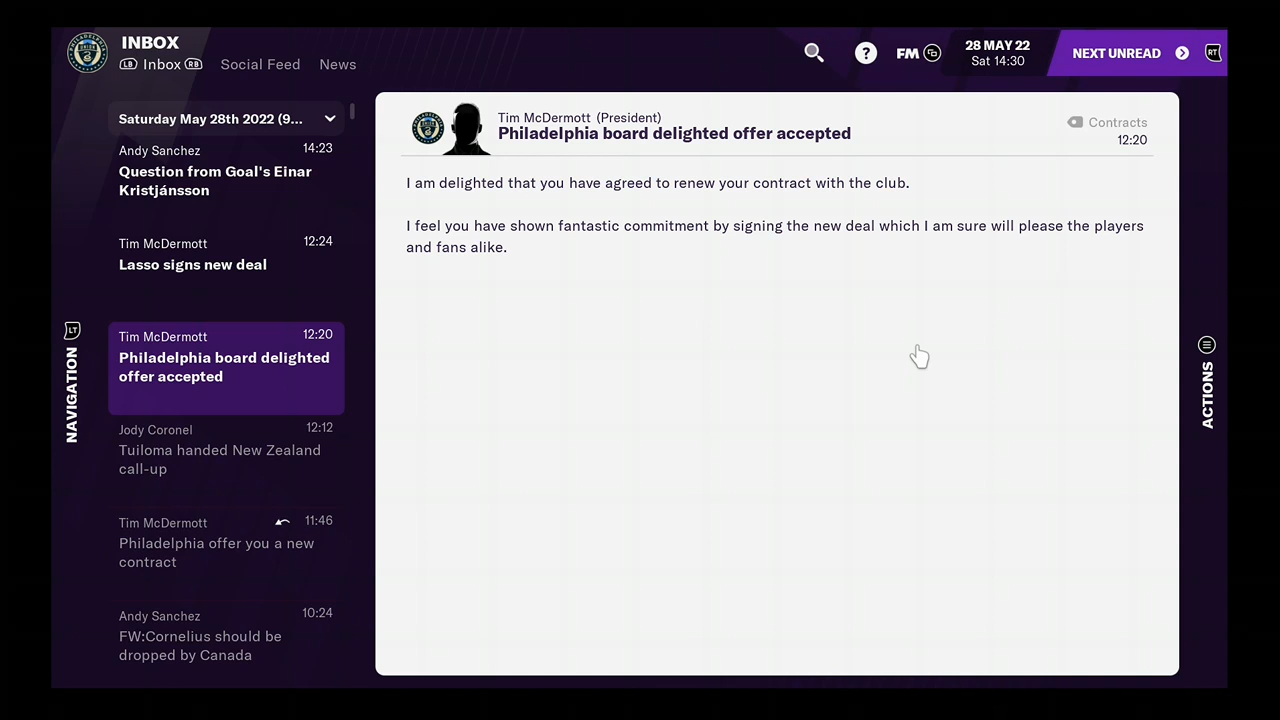 INBOX
LB Inbox RB Social Feed News
FM
28 MAY 22
Sat 14:30
NEXT UNREAD
RT
Saturday May 28th 2022 (9...
Andy Sanchez 14:23
Question from Goal's Einar
Kristjánsson
Tim McDermott 12:24
Lasso signs new deal
Tim McDermott 12:20
Philadelphia board delighted
offer accepted
Jody Coronel 12:12
Tuiloma handed New Zealand
call-up
Tim McDermott 11:46
Philadelphia offer you a new
contract
Andy Sanchez 10:24
FW:Cornelius should be
dropped by Canada
LT
NAVIGATION
Tim McDermott (President)
Philadelphia board delighted offer accepted
Contracts
12:20
I am delighted that you have agreed to renew your contract with the club.
I feel you have shown fantastic commitment by signing the new deal which I am sure will please the players
and fans alike.
ACTIONS